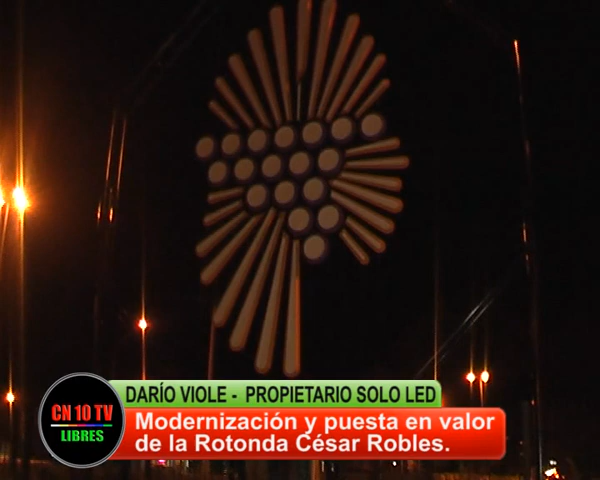 DARÍO VIOLE - PROPIETARIO SOLO LED
CN 10 TV
LIBRES
Modernización y puesta en valor
de la Rotonda César Robles.